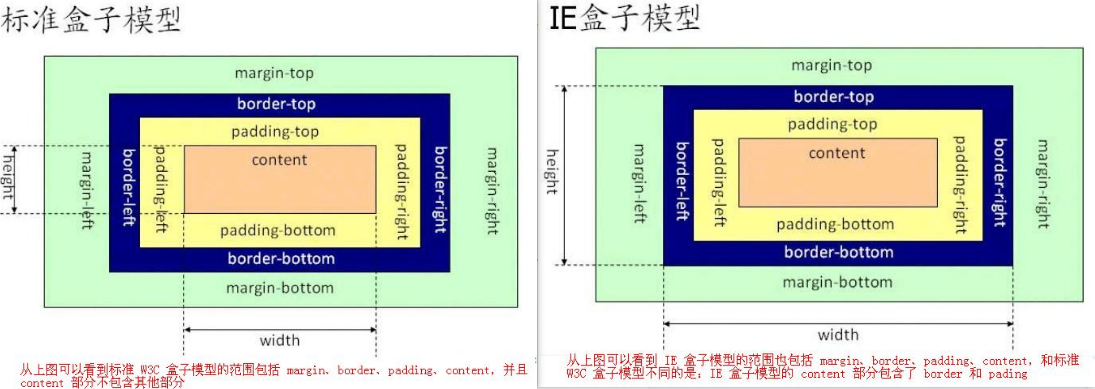 标准盒子模型
margin-top
border-top
padding-top
content
height
margin-left
border-left
padding-left
padding-right
border-right
margin-right
padding-bottom
border-bottom
margin-bottom
width
从上图可以看到标准 W3C 盒子模型的范围包括 margin、border、padding、content，并且
content 部分不包含其他部分
IE盒子模型
margin-top
border-top
padding-top
content
height
margin-left
border-left
padding-left
padding-right
border-right
margin-right
padding-bottom
border-bottom
margin-bottom
width
从上图可以看到 IE 盒子模型的范围也包括 margin、border、padding、content，和标准
W3C 盒子模型不同的是：IE 盒子模型的 content 部分包含了 border 和 pading